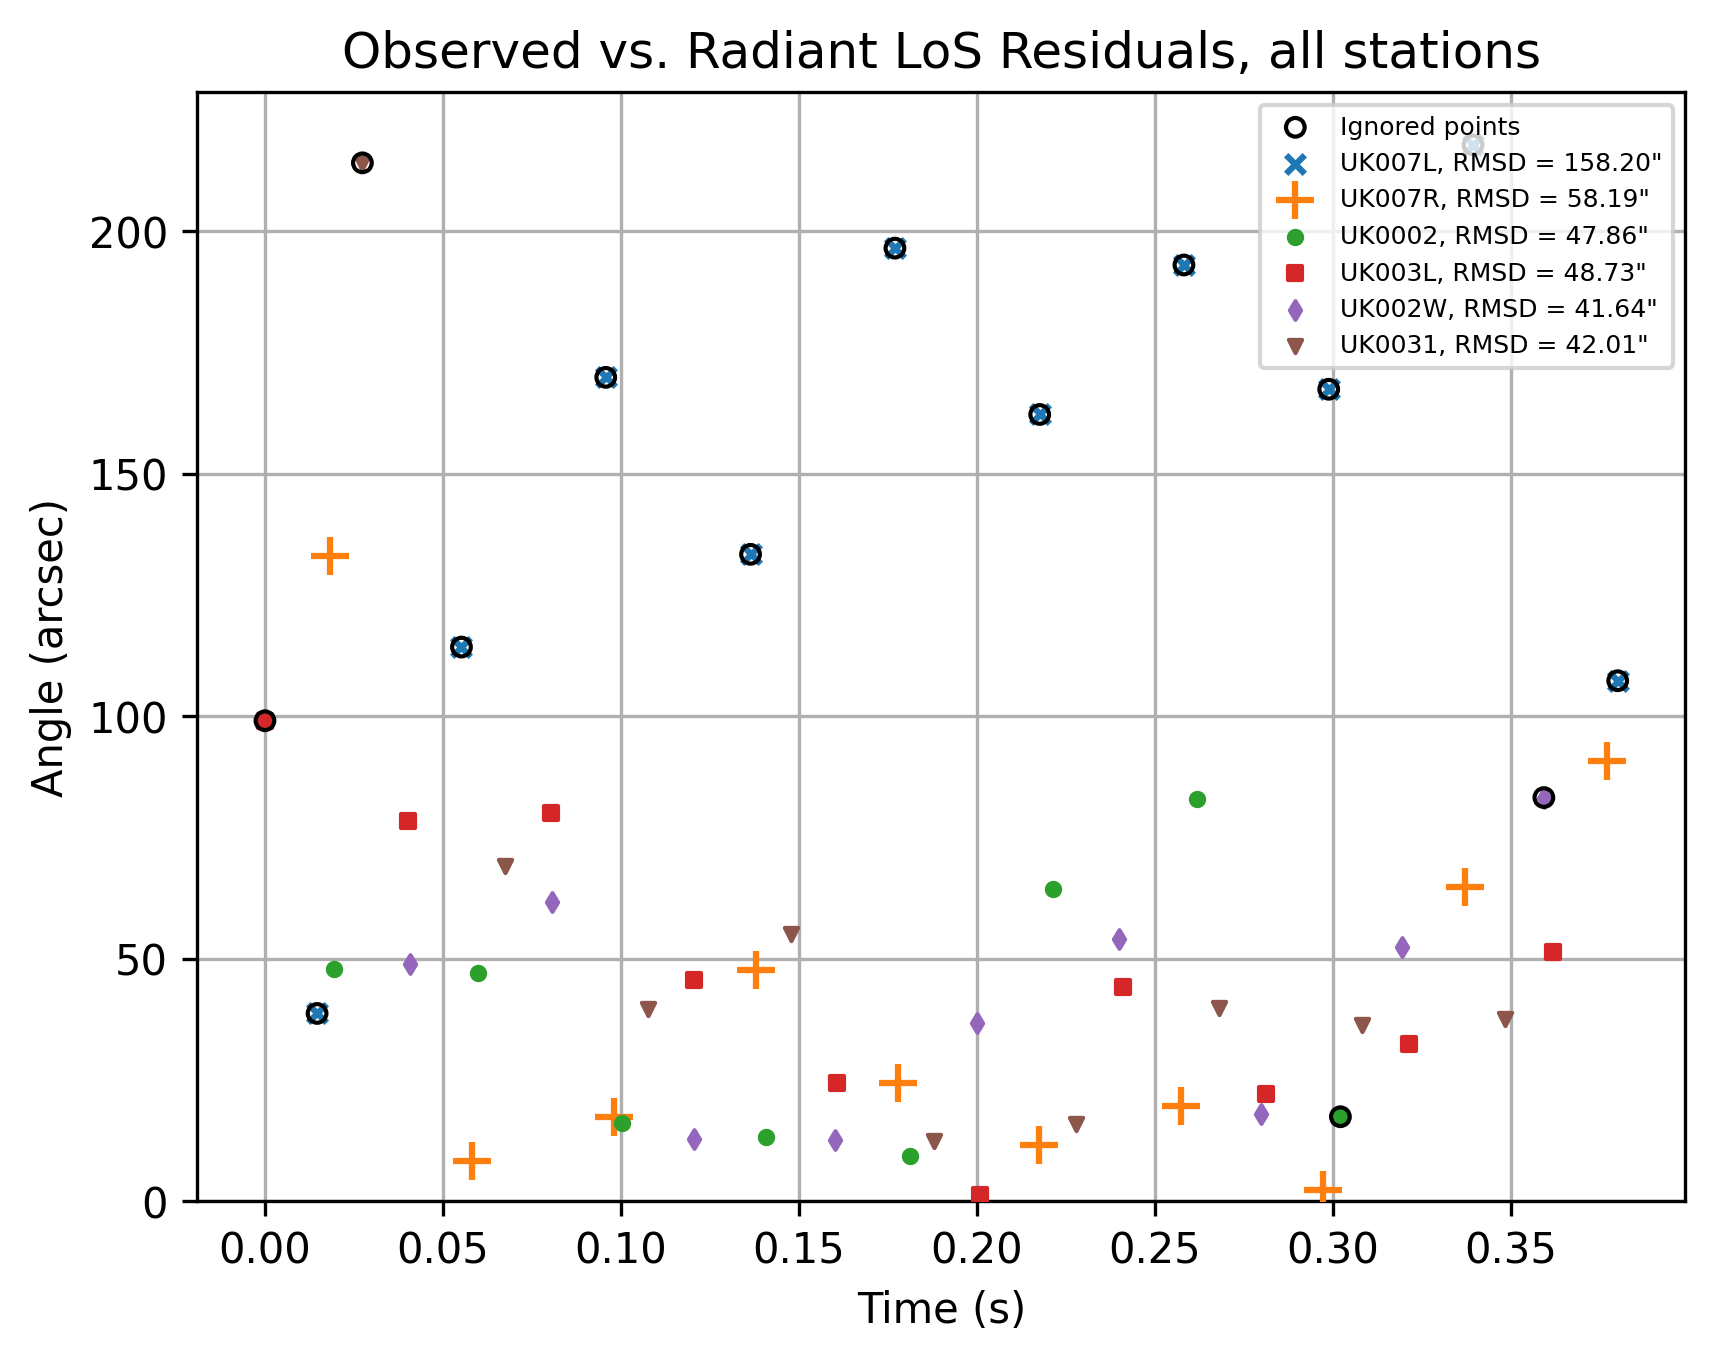 Observed vs. Radiant LoS Residuals, all stations
Ignored points
UK007L, RMSD = 158.20"
UK007R, RMSD = 58.19"
UK0002, RMSD = 47.86"
UK003L, RMSD = 48.73"
UK002W, RMSD = 41.64"
UK0031, RMSD = 42.01"
Angle (arcsec)
200
150
100
50
0
0.00 0.05 0.10 0.15 0.20 0.25 0.30 0.35
Time (s)